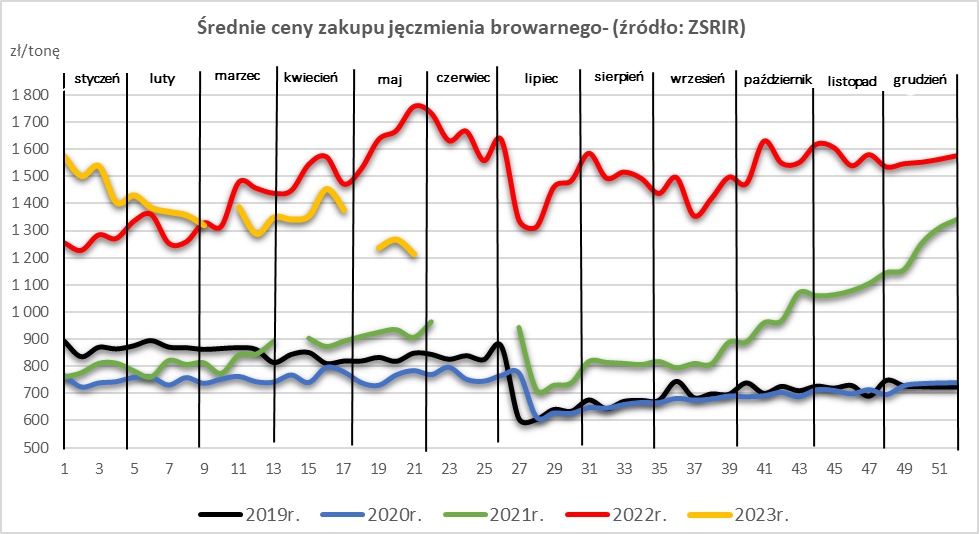 Średnie ceny zakupu jęczmienia browarnego- (źródło: ZSRIR)
zł/tonę
styczeń luty marzec kwiecień maj czerwiec lipiec sierpień wrzesień październik listopad grudzień
1 800
1 700
1 600
1 500
1 400
1 300
1 200
1 100
1 000
900
800
700
600
500
1 3 5 7 9 11 13 15 17 19 21 23 25 27 29 31 33 35 37 39 41 43 45 47 49 51
2019r. 2020r. 2021r. 2022r. 2023r.